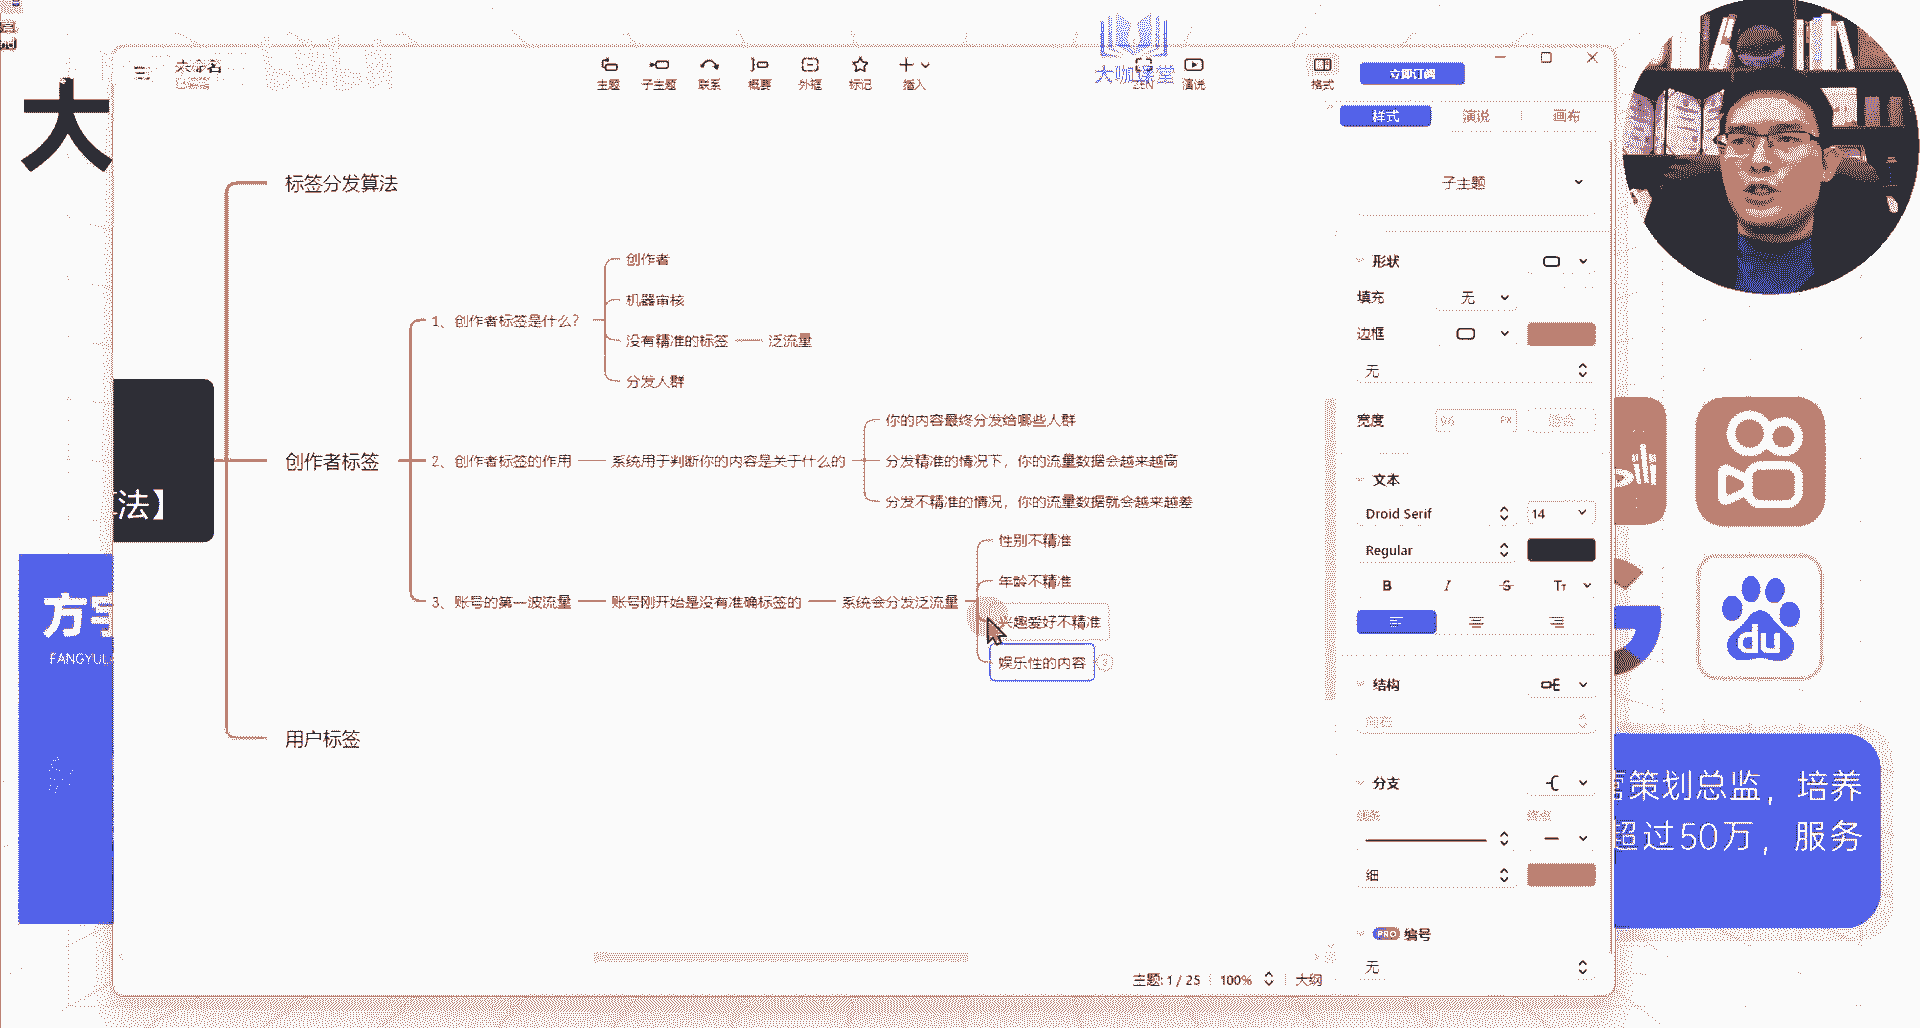 大
未命名
已编辑
主题
子主题
联系
概要
外框
标记
插入
大咖课堂
ZEN
演说
格式
立即订阅
样式
演说
画布
标签分发算法
创作者
机器审核
1、创作者标签是什么?
没有精准的标签
泛流量
分发人群
你的内容最终分发给哪些人群
创作者标签
2、创作者标签的作用
系统用于判断你的内容是关于什么的
分发精准的情况下，你的流量数据会越来越高
分发不精准的情况，你的流量数据就会越来越差
法】
性别不精准
年龄不精准
3、账号的第一波流量
账号刚开始是没有准确标签的
系统会分发泛流量
兴趣爱好不精准
娱乐性的内容
3
用户标签
子主题
形状
填充
无
边框
无
宽度
96
PX
适合
文本
Droid Serif
14
Regular
B
I
S
Tт
结构
向右
分支
线条
终点
细
PRO
编号
无
主题: 1 / 25
100%
大纲
方宇
FANGYUL
du
营策划总监，培养
超过50万，服务